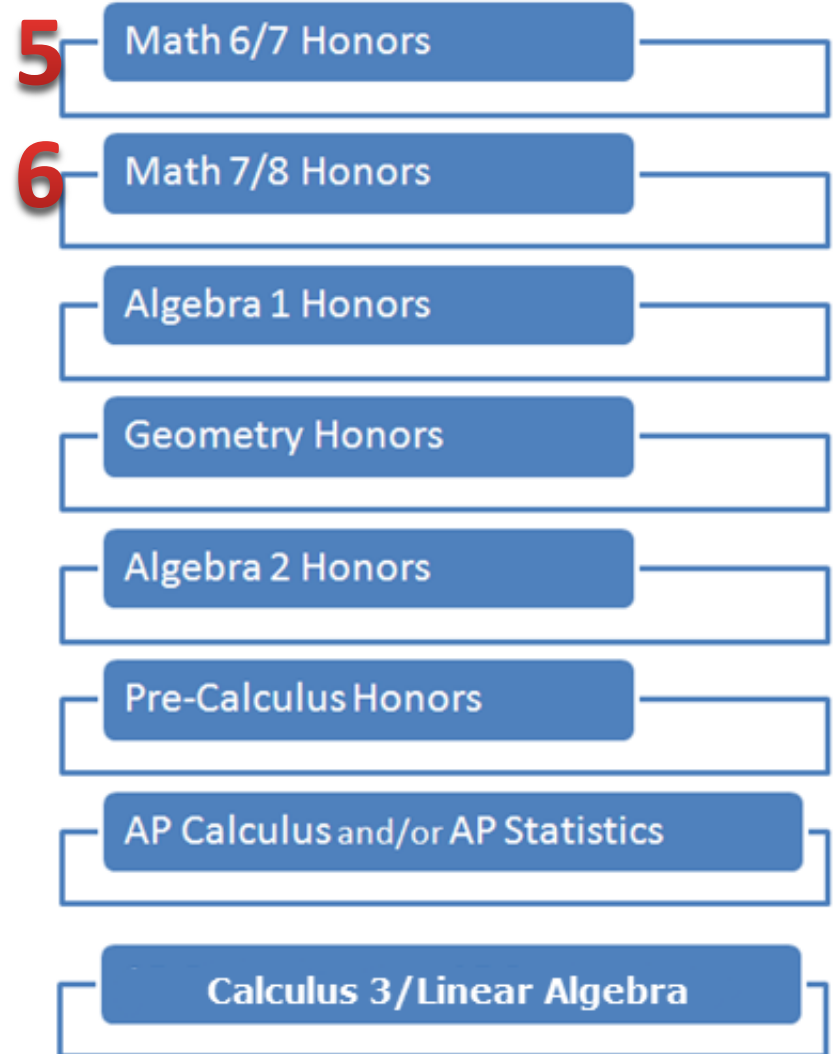 5 Math 6/7 Honors
6 Math 7/8 Honors
Algebra 1 Honors
Geometry Honors
Algebra 2 Honors
Pre-Calculus Honors
AP Calculus and/or AP Statistics
Calculus 3/Linear Algebra